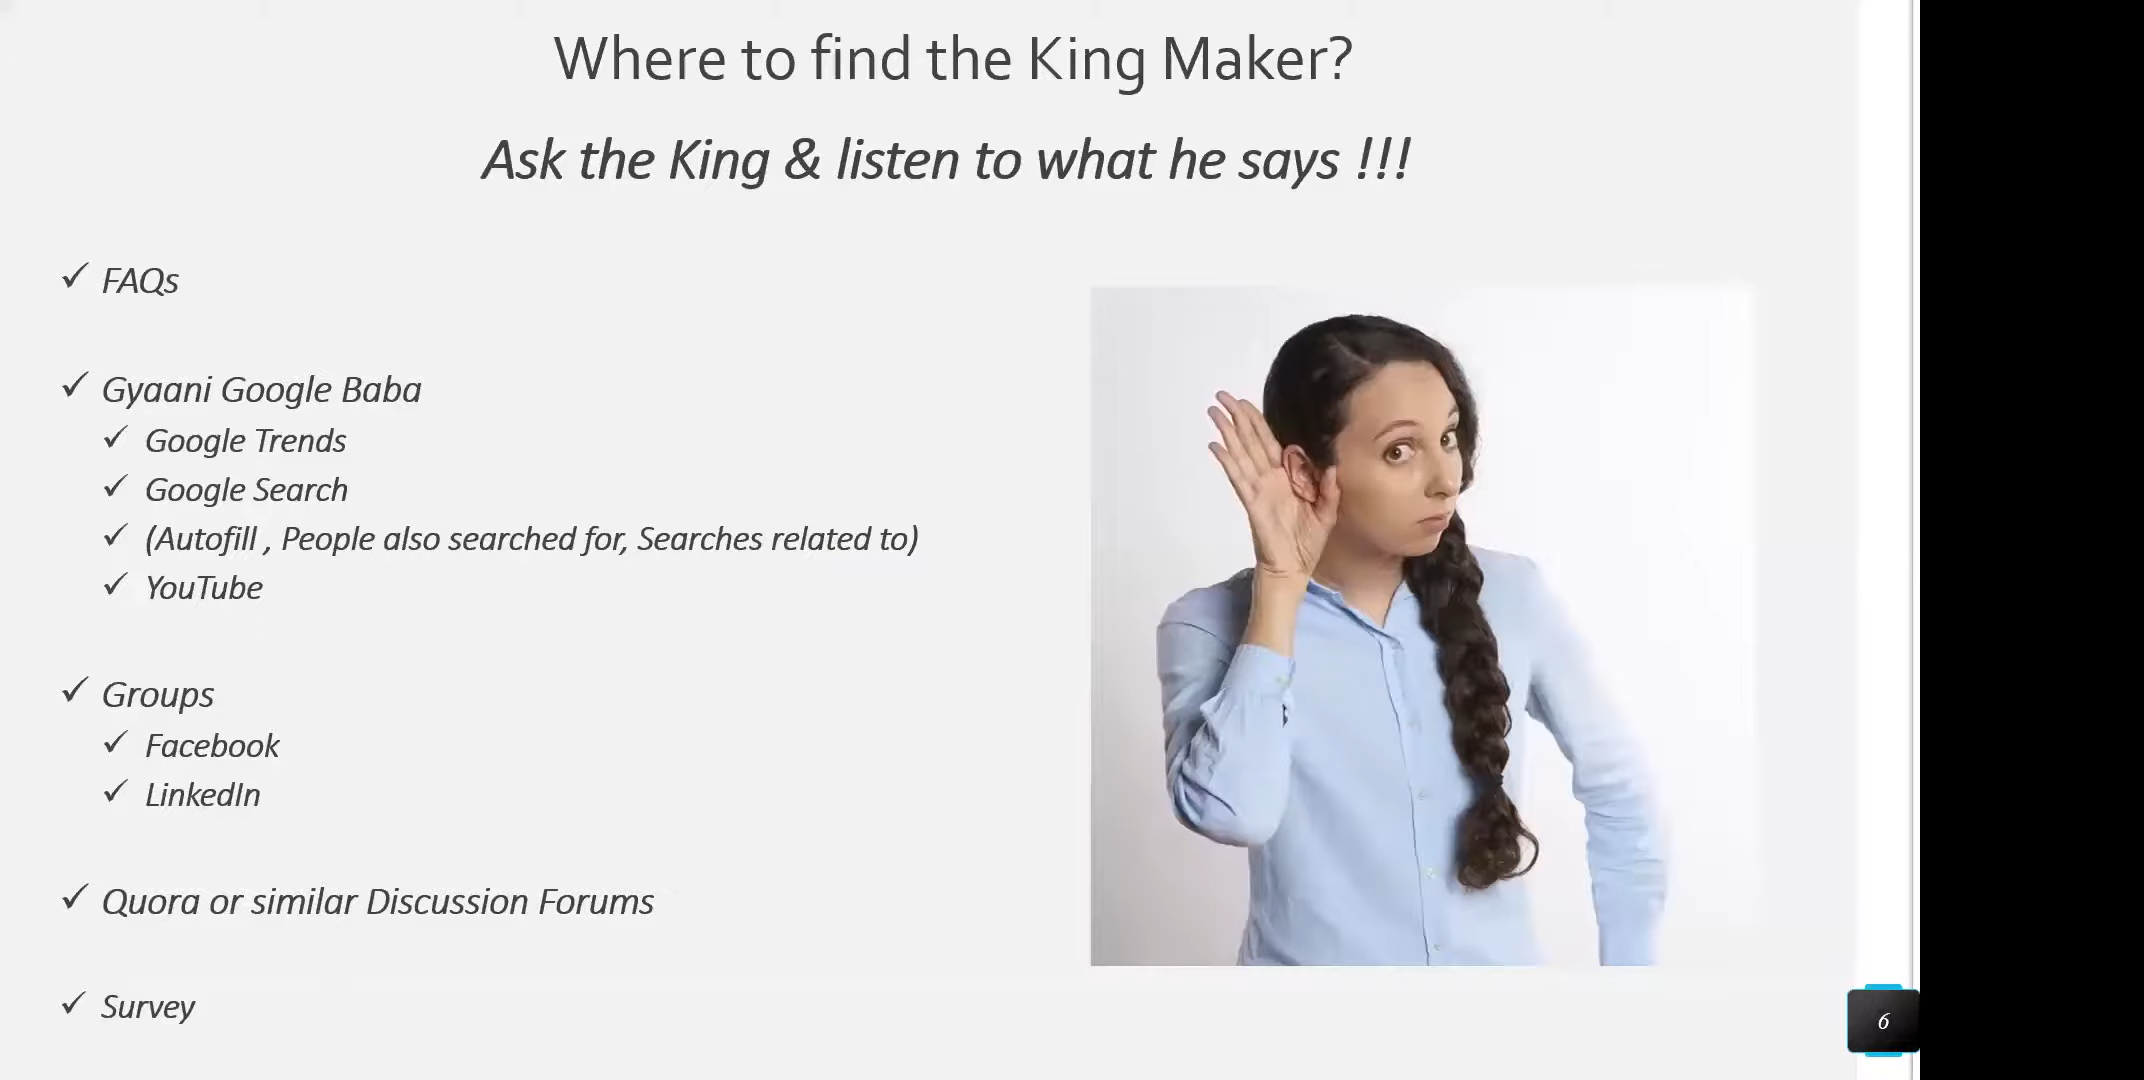 Where to find the King Maker?
Ask the King & listen to what he says !!!
✓ FAQs
✓ Gyaani Google Baba
✓ Google Trends
✓ Google Search
✓ (Autofill , People also searched for, Searches related to)
✓ YouTube
✓ Groups
✓ Facebook
✓ LinkedIn
✓ Quora or similar Discussion Forums
✓ Survey
6